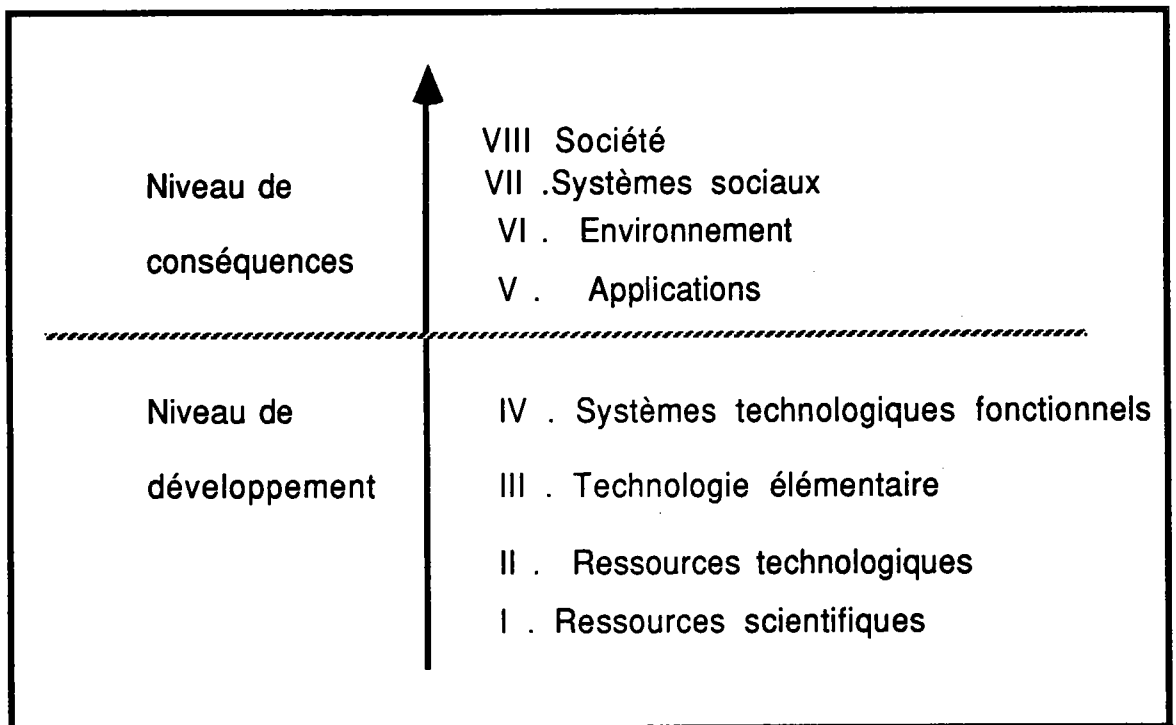 Niveau de
conséquences
VIII Société
VII .Systèmes sociaux
VI . Environnement
V . Applications
Niveau de
développement
IV . Systèmes technologiques fonctionnels
III . Technologie élémentaire
II . Ressources technologiques
I . Ressources scientifiques